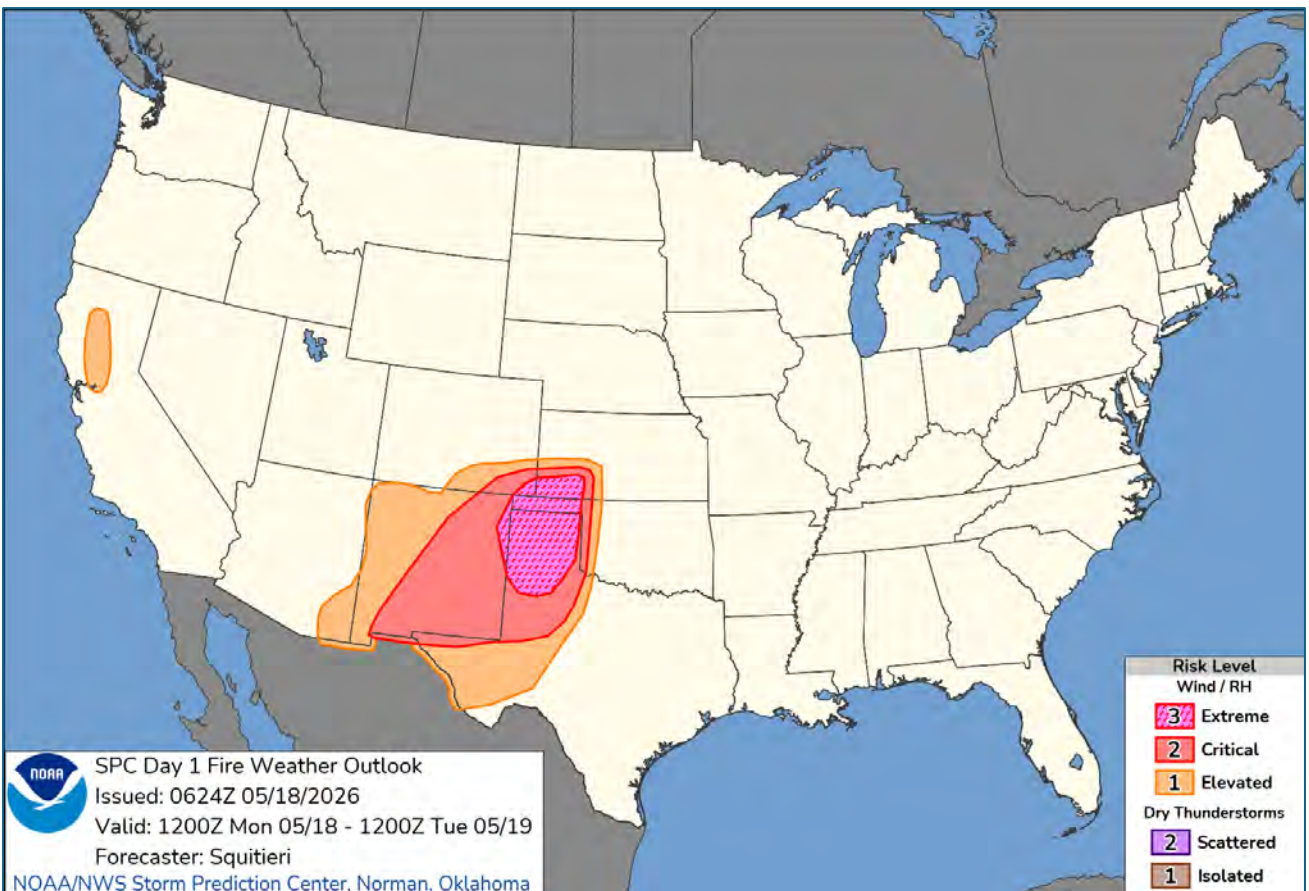 Risk Level
Wind / RH
3 Extreme
2 Critical
1 Elevated
Dry Thunderstorms
2 Scattered
1 Isolated
NOAA
SPC Day 1 Fire Weather Outlook
Issued: 0624Z 05/18/2026
Valid: 1200Z Mon 05/18 - 1200Z Tue 05/19
Forecaster: Squitieri
NOAA/NWS Storm Prediction Center, Norman, Oklahoma